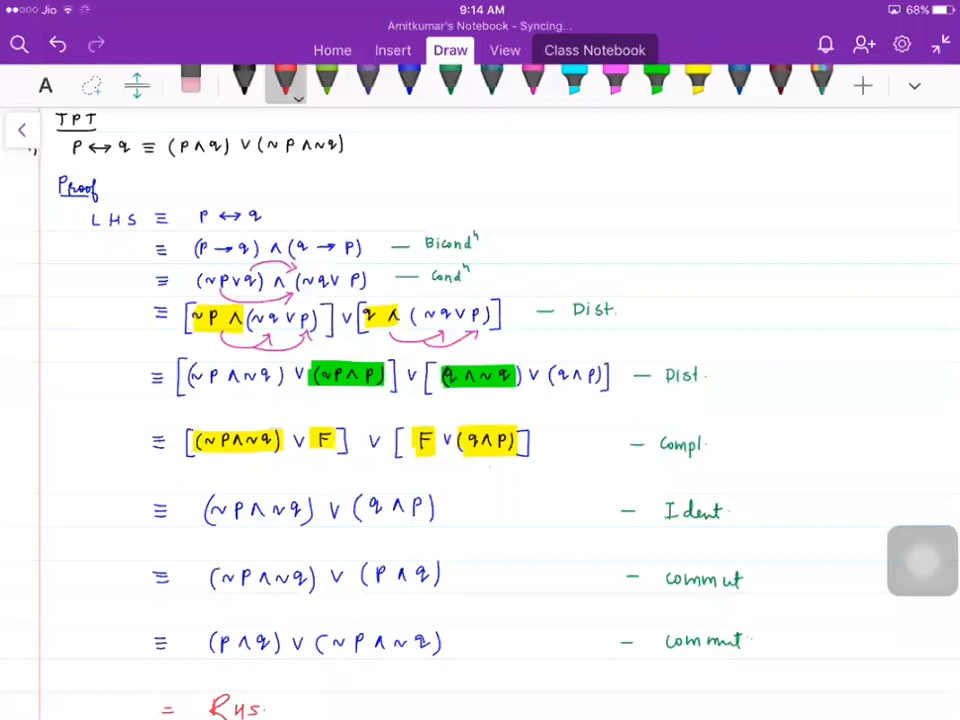 Jio 9:14 AM 68%
Amitkumar's Notebook - Syncing...
Home Insert Draw View Class Notebook
A
TPT
P ↔ q ≡ (P ∧ q) ∨ (~P ∧ ~q)
Proof
LHS ≡ P ↔ q
≡ (P → q) ∧ (q → P) — Bicondⁿ
≡ (~P ∨ q) ∧ (~q ∨ P) — Condⁿ
≡ [~P ∧ (~q ∨ P)] ∨ [q ∧ (~q ∨ P)] — Dist.
≡ [(~P ∧ ~q) ∨ (~P ∧ P)] ∨ [(q ∧ ~q) ∨ (q ∧ P)] — Dist.
≡ [(~P ∧ ~q) ∨ F] ∨ [F ∨ (q ∧ P)] — Compl.
≡ (~P ∧ ~q) ∨ (q ∧ P) — Ident.
≡ (~P ∧ ~q) ∨ (P ∧ q) — commut
≡ (P ∧ q) ∨ (~P ∧ ~q) — commut.
= RHS.